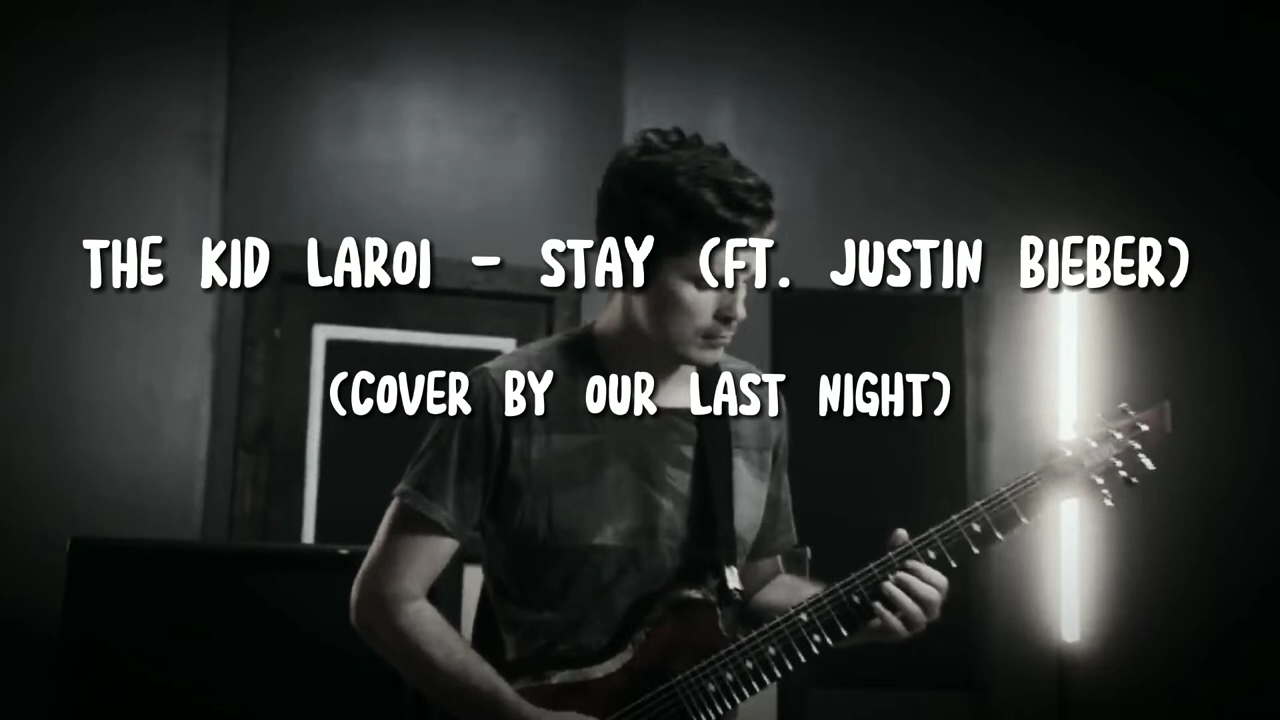 THE KID LAROI - STAY (FT. JUSTIN BIEBER)
(COVER BY OUR LAST NIGHT)